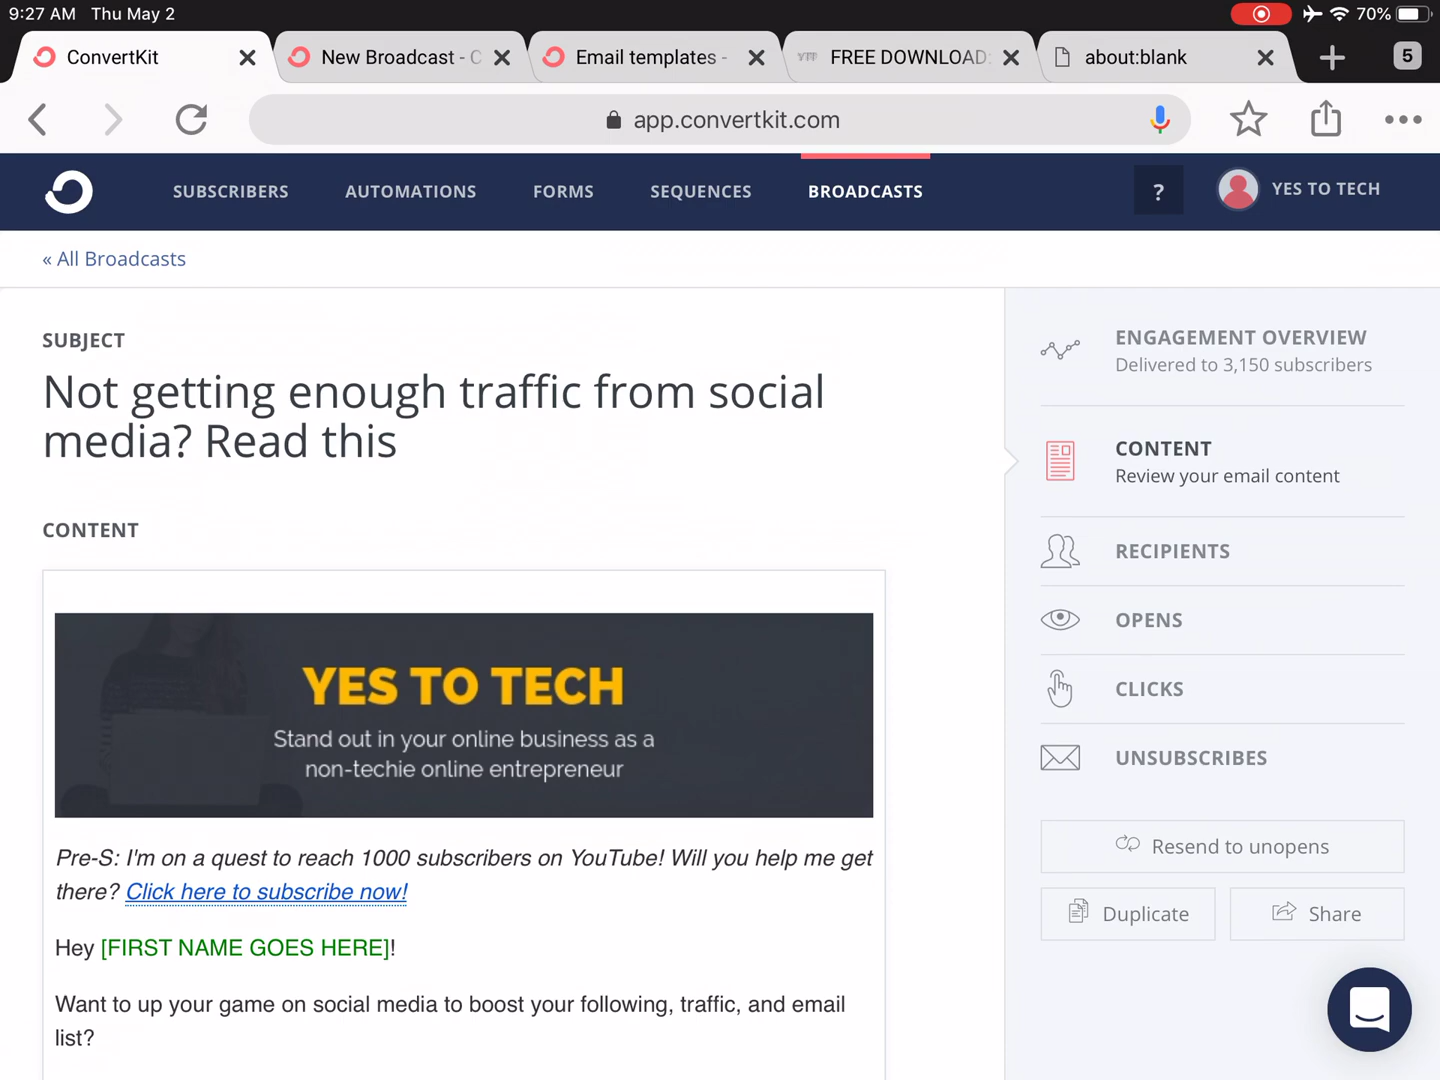 9:27 AM Thu May 2
70%
ConvertKit
New Broadcast - C
Email templates -
YTT
FREE DOWNLOAD:
about:blank
5
app.convertkit.com
SUBSCRIBERS
AUTOMATIONS
FORMS
SEQUENCES
BROADCASTS
?
YES TO TECH
« All Broadcasts
SUBJECT
Not getting enough traffic from social
media? Read this
CONTENT
YES TO TECH
Stand out in your online business as a
non-techie online entrepreneur
Pre-S: I'm on a quest to reach 1000 subscribers on YouTube! Will you help me get
there? Click here to subscribe now!
Hey [FIRST NAME GOES HERE]!
Want to up your game on social media to boost your following, traffic, and email
list?
ENGAGEMENT OVERVIEW
Delivered to 3,150 subscribers
CONTENT
Review your email content
RECIPIENTS
OPENS
CLICKS
UNSUBSCRIBES
Resend to unopens
Duplicate
Share